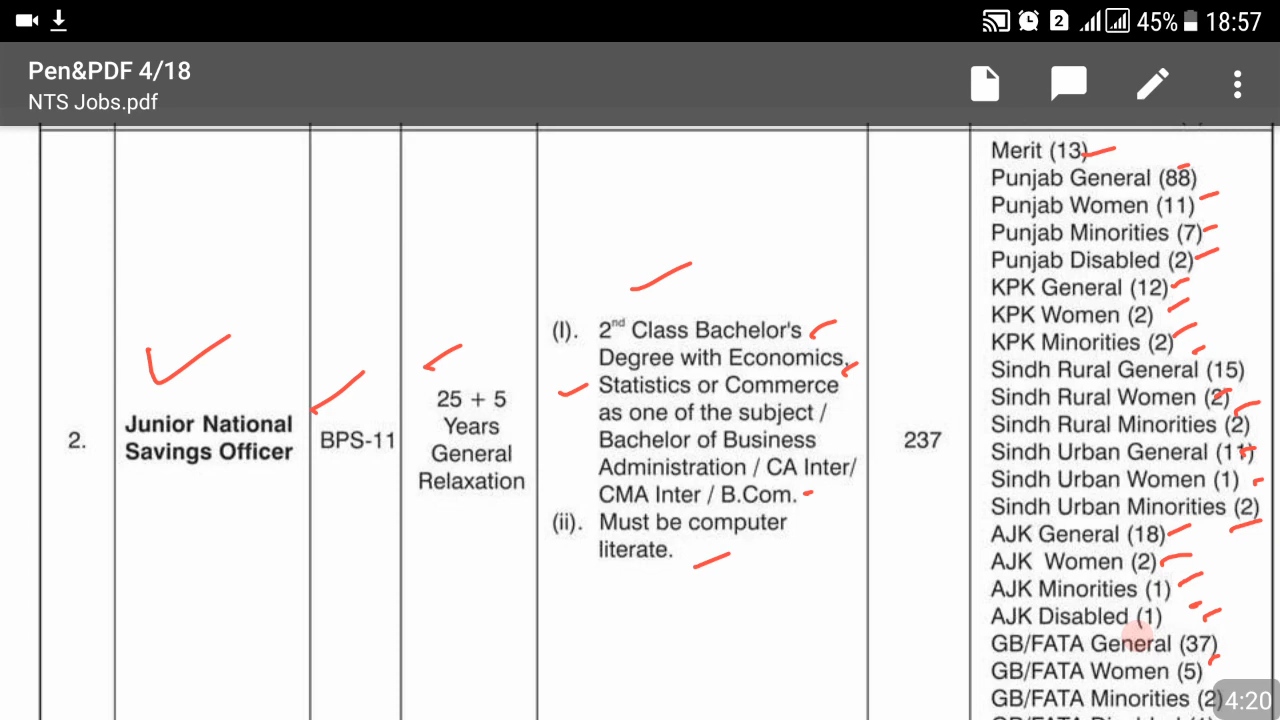 2 45% 18:57
Pen&PDF 4/18
NTS Jobs.pdf
2.
Junior National
Savings Officer
BPS-11
25 + 5
Years
General
Relaxation
(I). 2nd Class Bachelor's
Degree with Economics,
Statistics or Commerce
as one of the subject /
Bachelor of Business
Administration / CA Inter/
CMA Inter / B.Com.
(ii). Must be computer
literate.
237
Merit (13)
Punjab General (88)
Punjab Women (11)
Punjab Minorities (7)
Punjab Disabled (2)
KPK General (12)
KPK Women (2)
KPK Minorities (2)
Sindh Rural General (15)
Sindh Rural Women (2)
Sindh Rural Minorities (2)
Sindh Urban General (11)
Sindh Urban Women (1)
Sindh Urban Minorities (2)
AJK General (18)
AJK Women (2)
AJK Minorities (1)
AJK Disabled (1)
GB/FATA General (37)
GB/FATA Women (5)
GB/FATA Minorities (2)
4:20